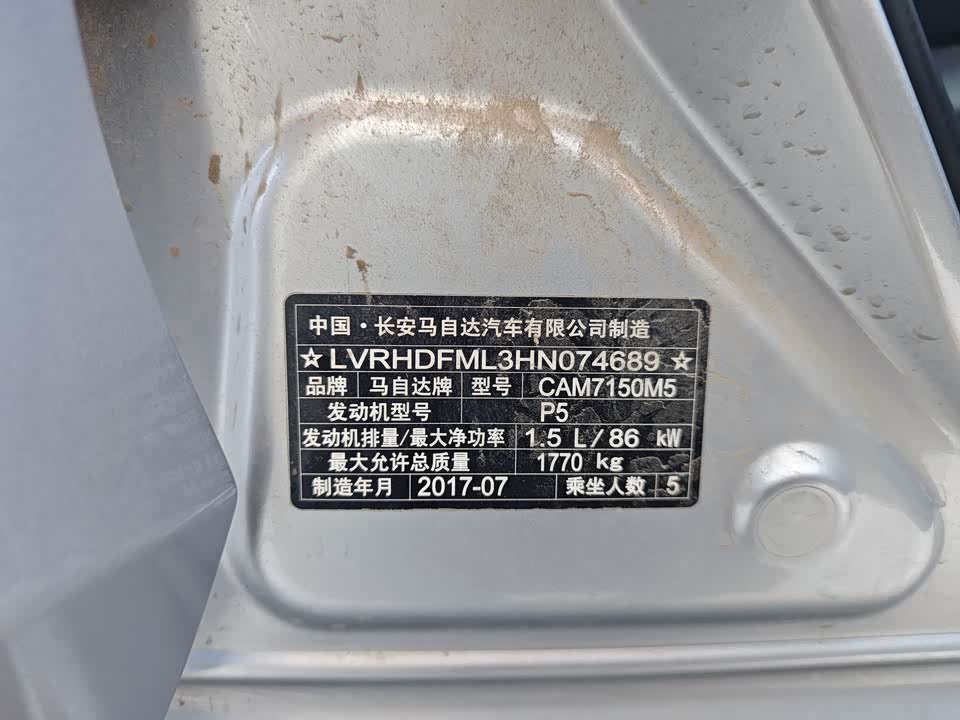 中国·长安马自达汽车有限公司制造
☆LVRHDFML3HN074689☆
品牌 马自达牌 型号 CAM7150M5
发动机型号 P5
发动机排量/最大净功率 1.5 L/86 kW
最大允许总质量 1770 kg
制造年月 2017-07 乘坐人数 5